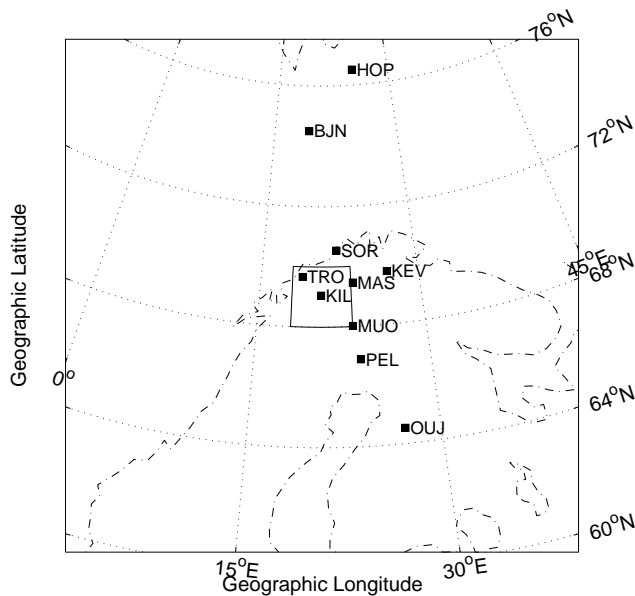 76°N
HOP
BJN
72°N
SOR
KEV
45°E
68°N
TRO
MAS
KIL
MUO
PEL
0°
64°N
OUJ
60°N
15°E
30°E
Geographic Longitude
Geographic Latitude